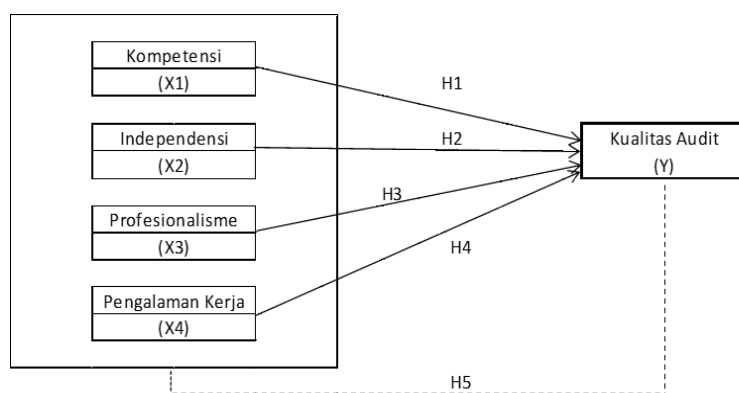 Kompetensi
(X1)
H1
Independensi
(X2)
H2
Kualitas Audit
(Y)
Profesionalisme
(X3)
H3
H4
Pengalaman Kerja
(X4)
H5